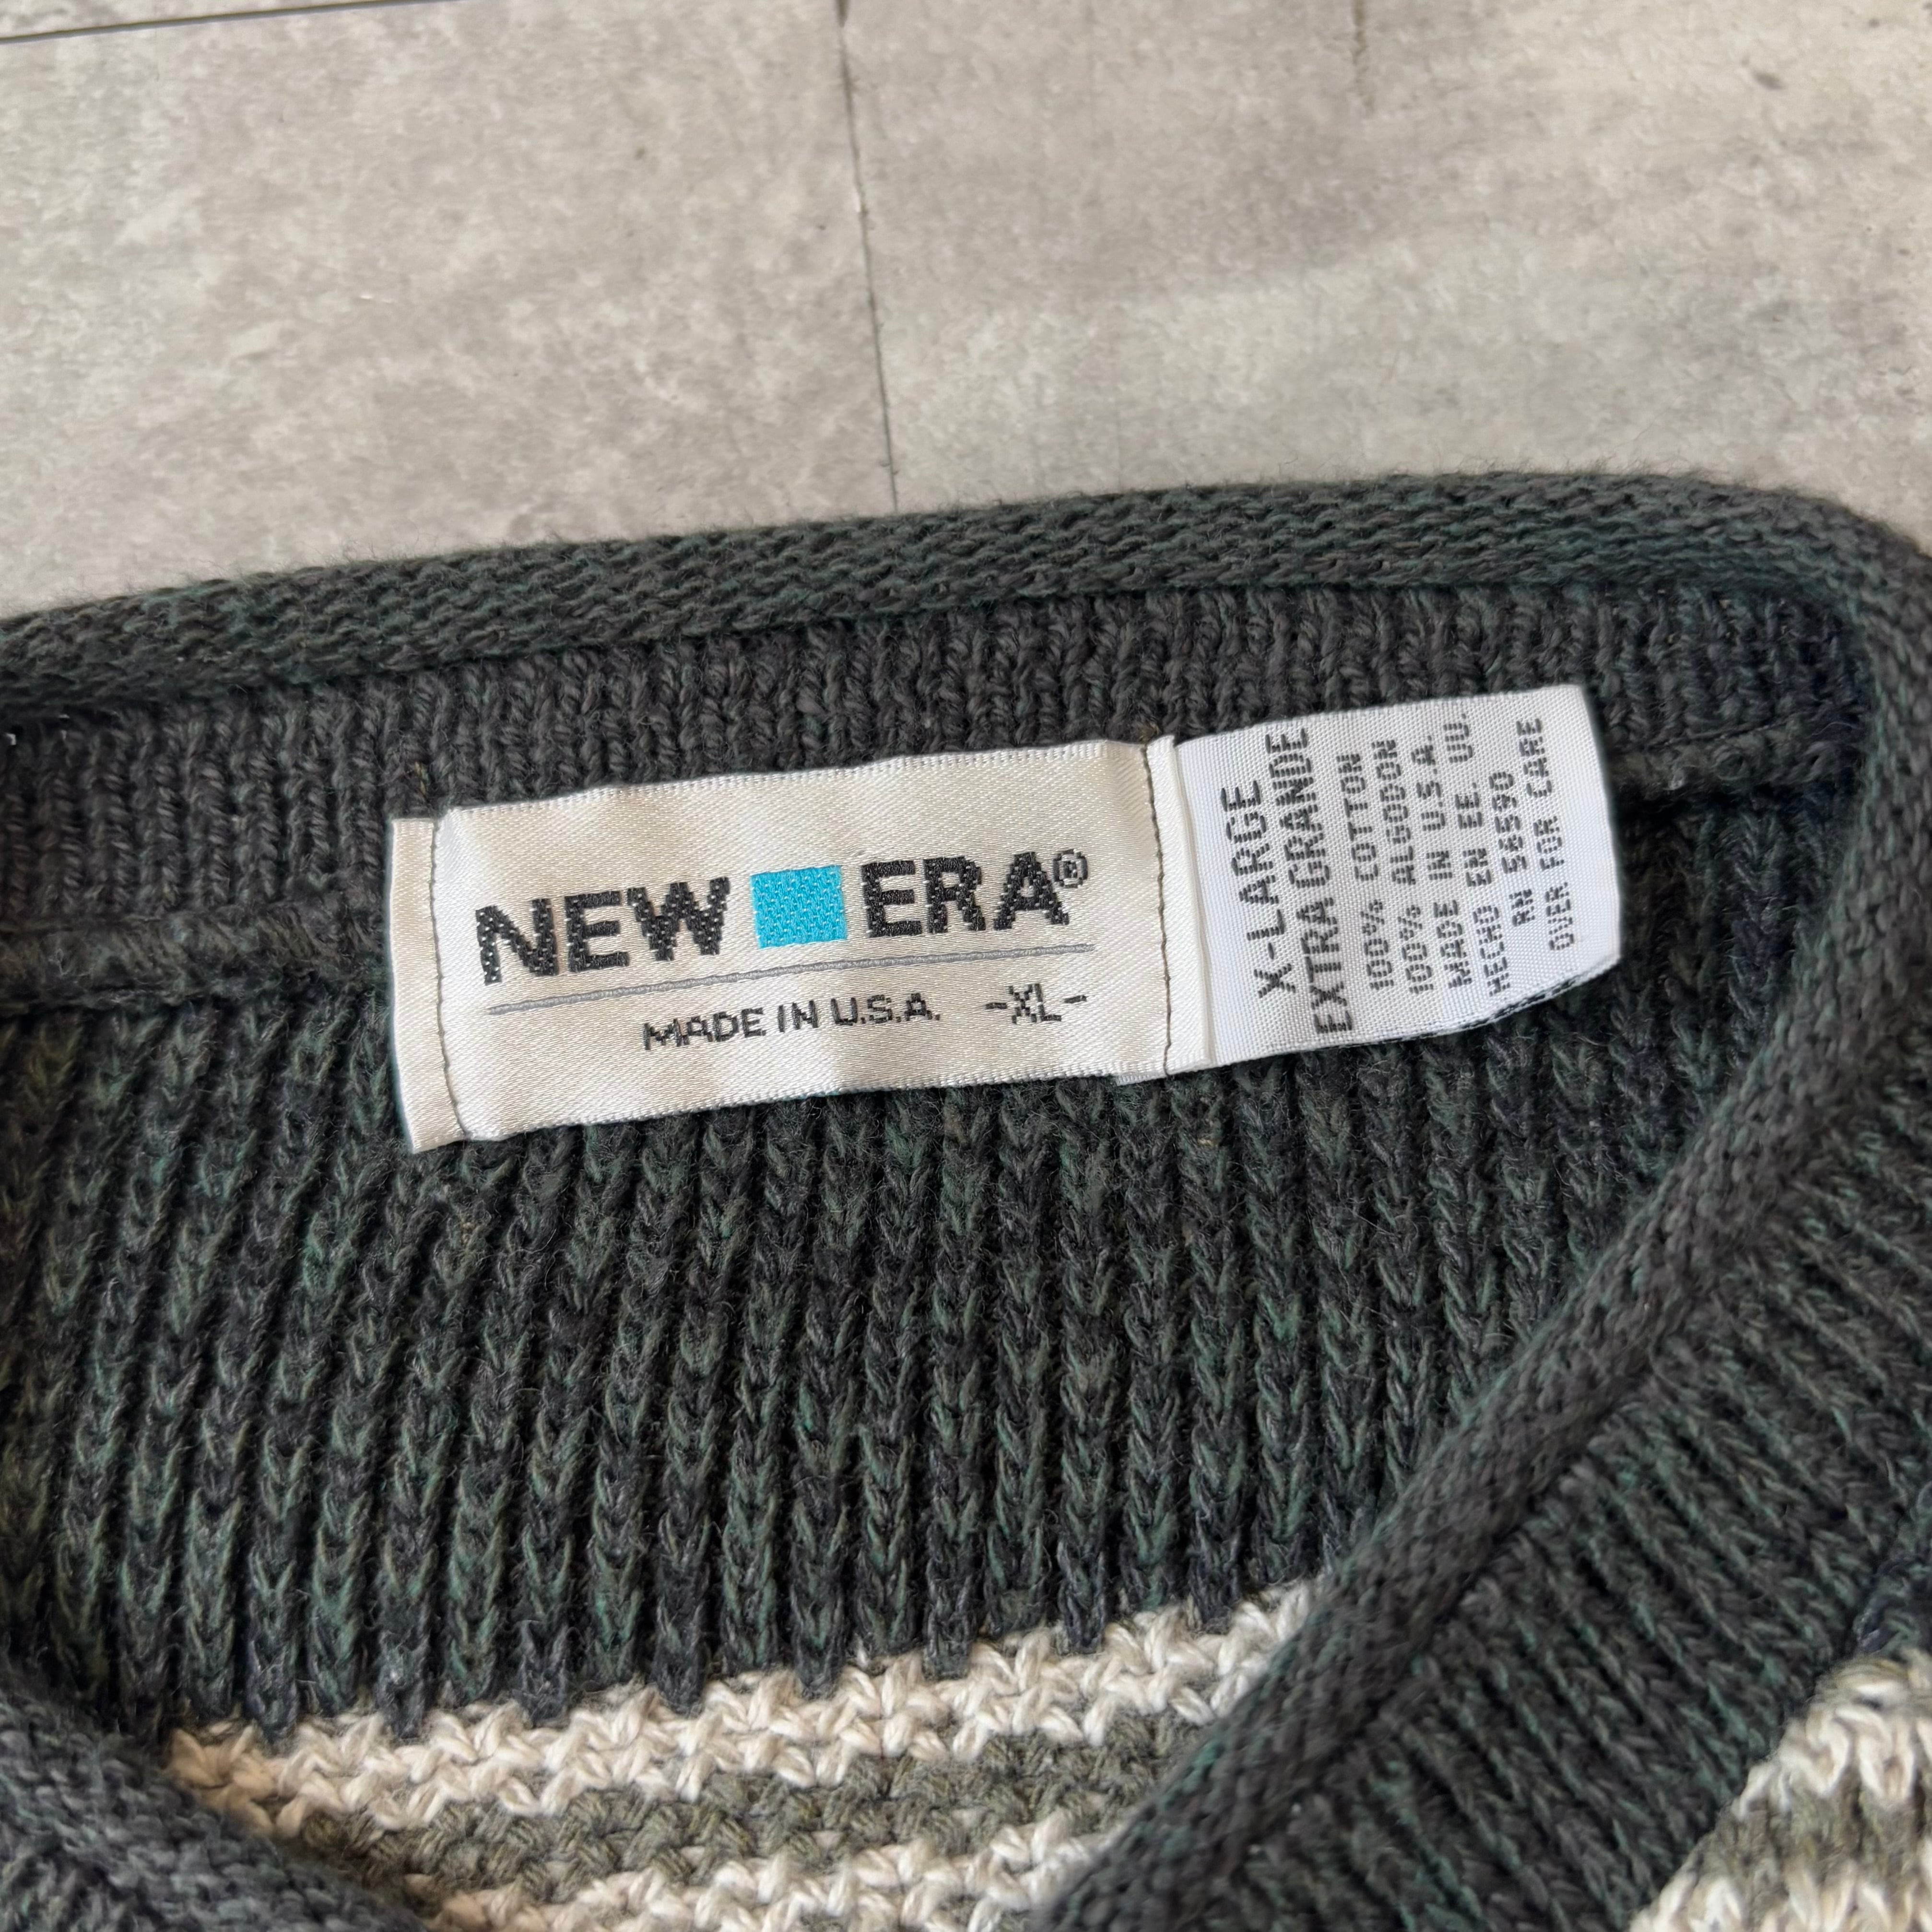 NEW ERA®
MADE IN U.S.A. -XL-
X-LARGE
EXTRA GRANDE
100% COTTON
100% ALGODON
MADE IN U.S.A.
HECHO EN EE. UU.
RN 56590
OVER FOR CARE